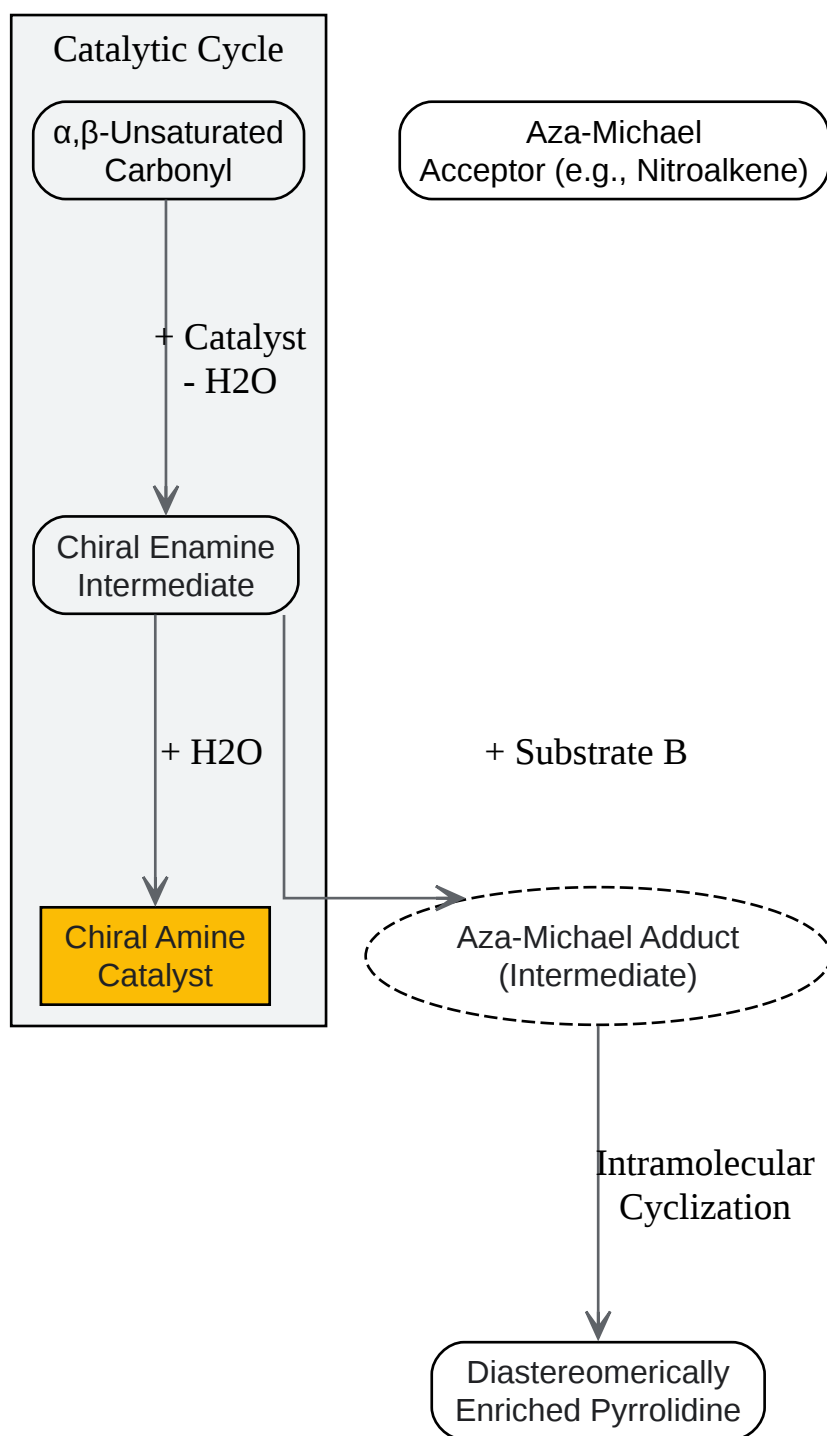 Catalytic Cycle
α,β-Unsaturated
Carbonyl
Aza-Michael
Acceptor (e.g., Nitroalkene)
+ Catalyst
- H2O
Chiral Enamine
Intermediate
+ H2O
+ Substrate B
Chiral Amine
Catalyst
Aza-Michael Adduct
(Intermediate)
Intramolecular
Cyclization
Diastereomerically
Enriched Pyrrolidine